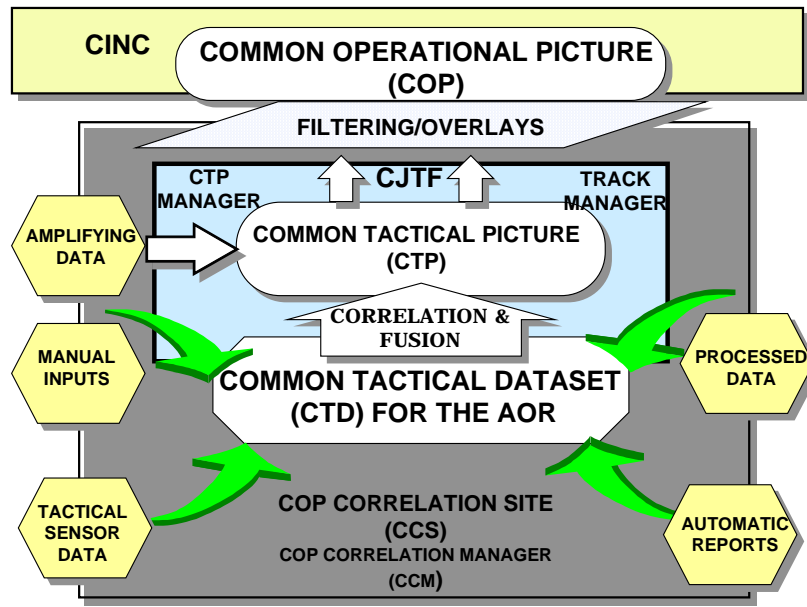 CINC
COMMON OPERATIONAL PICTURE
(COP)
FILTERING/OVERLAYS
CTP
MANAGER
CJTF
TRACK
MANAGER
AMPLIFYING
DATA
COMMON TACTICAL PICTURE
(CTP)
CORRELATION &
FUSION
MANUAL
INPUTS
PROCESSED
DATA
COMMON TACTICAL DATASET
(CTD) FOR THE AOR
TACTICAL
SENSOR
DATA
COP CORRELATION SITE
(CCS)
COP CORRELATION MANAGER
(CCM)
AUTOMATIC
REPORTS